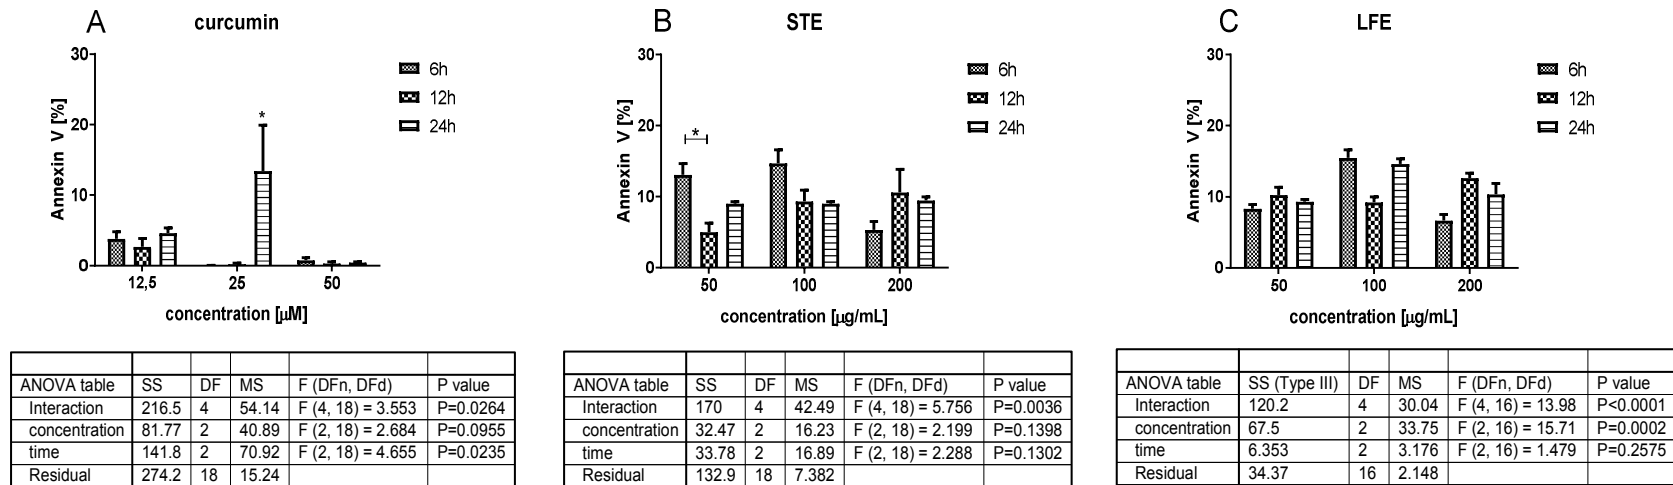 A
curcumin
30
20
10
0
Annexin V [%]
*
6h
12h
24h
12,5
25
50
concentration [µM]
ANOVA table SS DF MS F (DFn, DFd) P value
Interaction 216.5 4 54.14 F (4, 18) = 3.553 P=0.0264
concentration 81.77 2 40.89 F (2, 18) = 2.684 P=0.0955
time 141.8 2 70.92 F (2, 18) = 4.655 P=0.0235
Residual 274.2 18 15.24
B
STE
30
20
10
0
Annexin V [%]
*
6h
12h
24h
50
100
200
concentration [µg/mL]
ANOVA table SS DF MS F (DFn, DFd) P value
Interaction 170 4 42.49 F (4, 18) = 5.756 P=0.0036
concentration 32.47 2 16.23 F (2, 18) = 2.199 P=0.1398
time 33.78 2 16.89 F (2, 18) = 2.288 P=0.1302
Residual 132.9 18 7.382
C
LFE
30
20
10
0
Annexin V [%]
6h
12h
24h
50
100
200
concentration [µg/mL]
ANOVA table SS (Type III) DF MS F (DFn, DFd) P value
Interaction 120.2 4 30.04 F (4, 16) = 13.98 P<0.0001
concentration 67.5 2 33.75 F (2, 16) = 15.71 P=0.0002
time 6.353 2 3.176 F (2, 16) = 1.479 P=0.2575
Residual 34.37 16 2.148